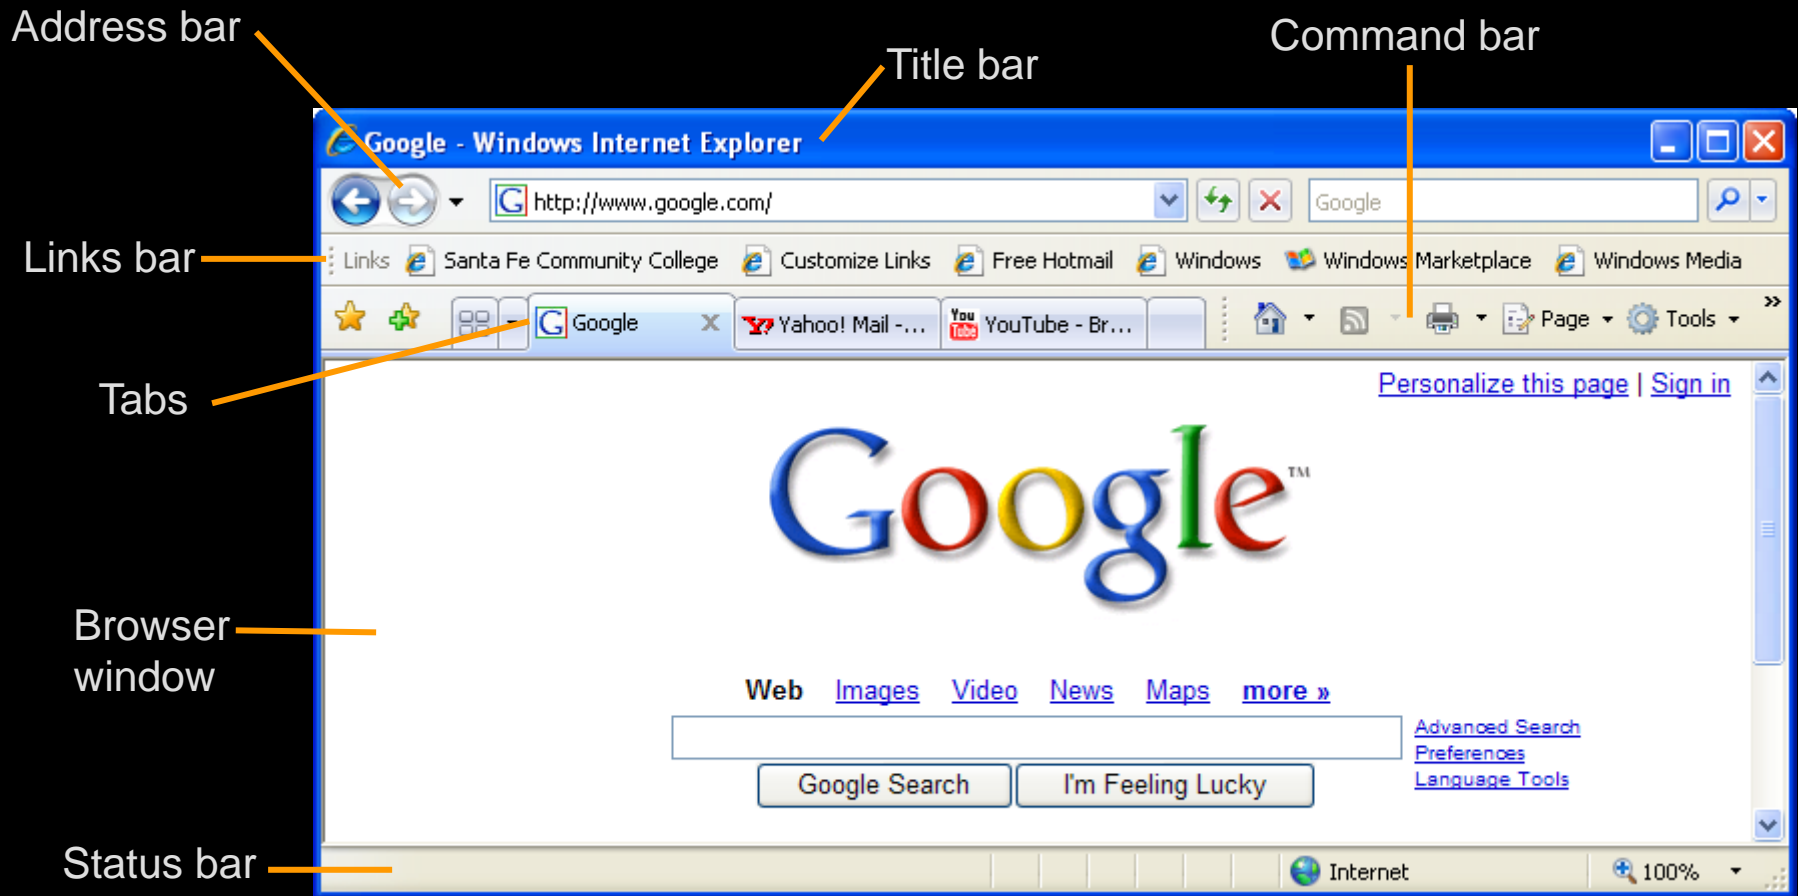 Address bar
Command bar
Title bar
Google - Windows Internet Explorer
http://www.google.com/
Google
Links bar
Links Santa Fe Community College Customize Links Free Hotmail Windows Windows Marketplace Windows Media
Google Yahoo! Mail -... You Tube YouTube - Br... Page Tools »
Tabs
Personalize this page | Sign in
Google™
Browser
window
Web Images Video News Maps more »
Advanced Search
Preferences
Language Tools
Google Search I'm Feeling Lucky
Status bar
Internet 100%